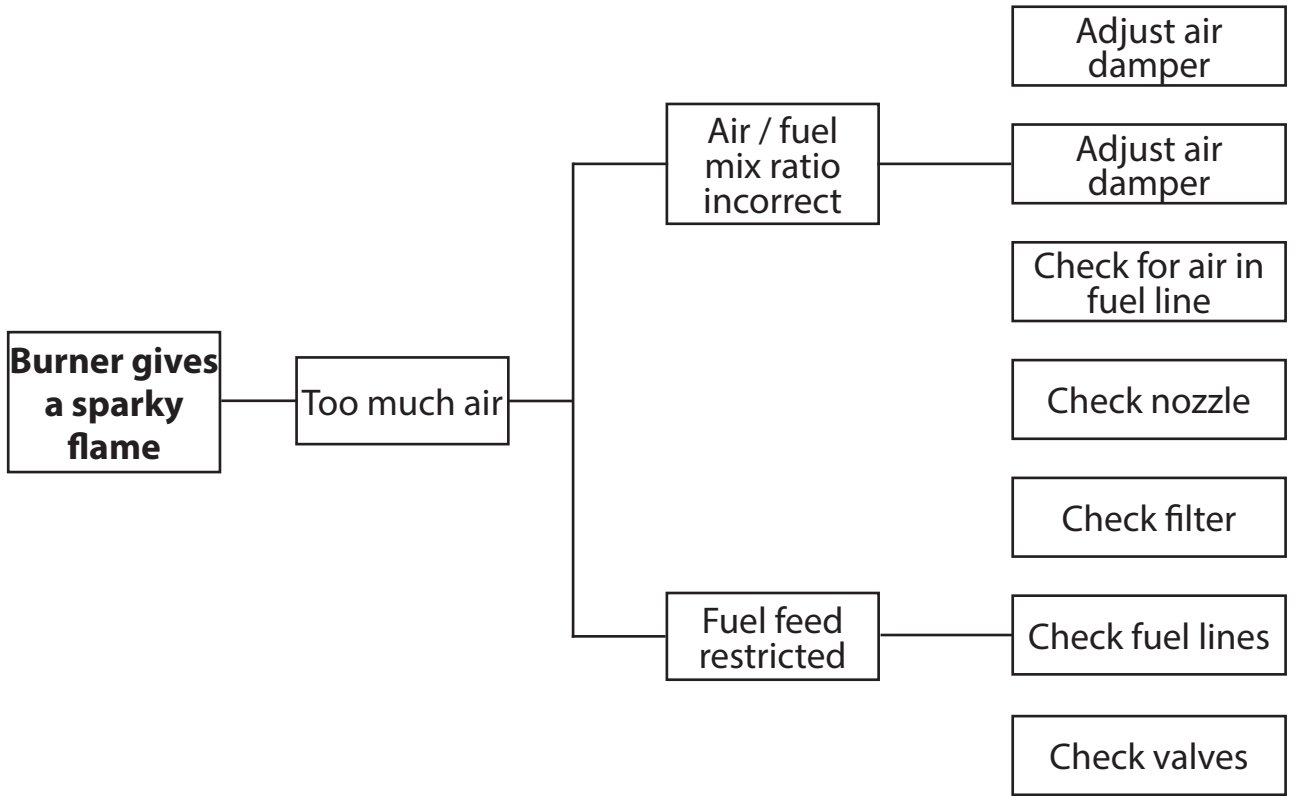 Burner gives
a sparky
flame
Too much air
Air / fuel
mix ratio
incorrect
Fuel feed
restricted
Adjust air
damper
Adjust air
damper
Check for air in
fuel line
Check nozzle
Check filter
Check fuel lines
Check valves